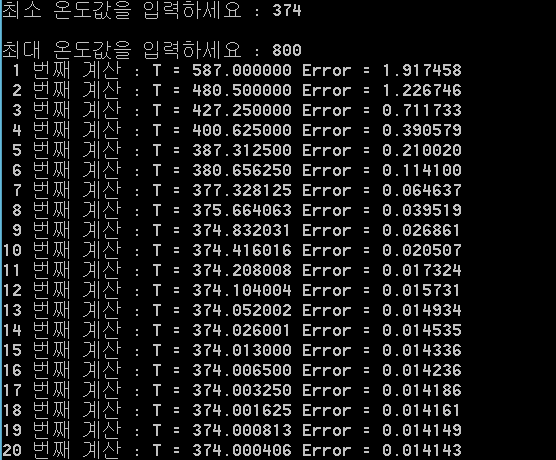 최소 온도값을 입력하세요 : 374
최대 온도값을 입력하세요 : 800
1 번째 계산 : T = 587.000000 Error = 1.917458
2 번째 계산 : T = 480.500000 Error = 1.226746
3 번째 계산 : T = 427.250000 Error = 0.711733
4 번째 계산 : T = 400.625000 Error = 0.390579
5 번째 계산 : T = 387.312500 Error = 0.210020
6 번째 계산 : T = 380.656250 Error = 0.114100
7 번째 계산 : T = 377.328125 Error = 0.064637
8 번째 계산 : T = 375.664063 Error = 0.039519
9 번째 계산 : T = 374.832031 Error = 0.026861
10 번째 계산 : T = 374.416016 Error = 0.020507
11 번째 계산 : T = 374.208008 Error = 0.017324
12 번째 계산 : T = 374.104004 Error = 0.015731
13 번째 계산 : T = 374.052002 Error = 0.014934
14 번째 계산 : T = 374.026001 Error = 0.014535
15 번째 계산 : T = 374.013000 Error = 0.014336
16 번째 계산 : T = 374.006500 Error = 0.014236
17 번째 계산 : T = 374.003250 Error = 0.014186
18 번째 계산 : T = 374.001625 Error = 0.014161
19 번째 계산 : T = 374.000813 Error = 0.014149
20 번째 계산 : T = 374.000406 Error = 0.014143